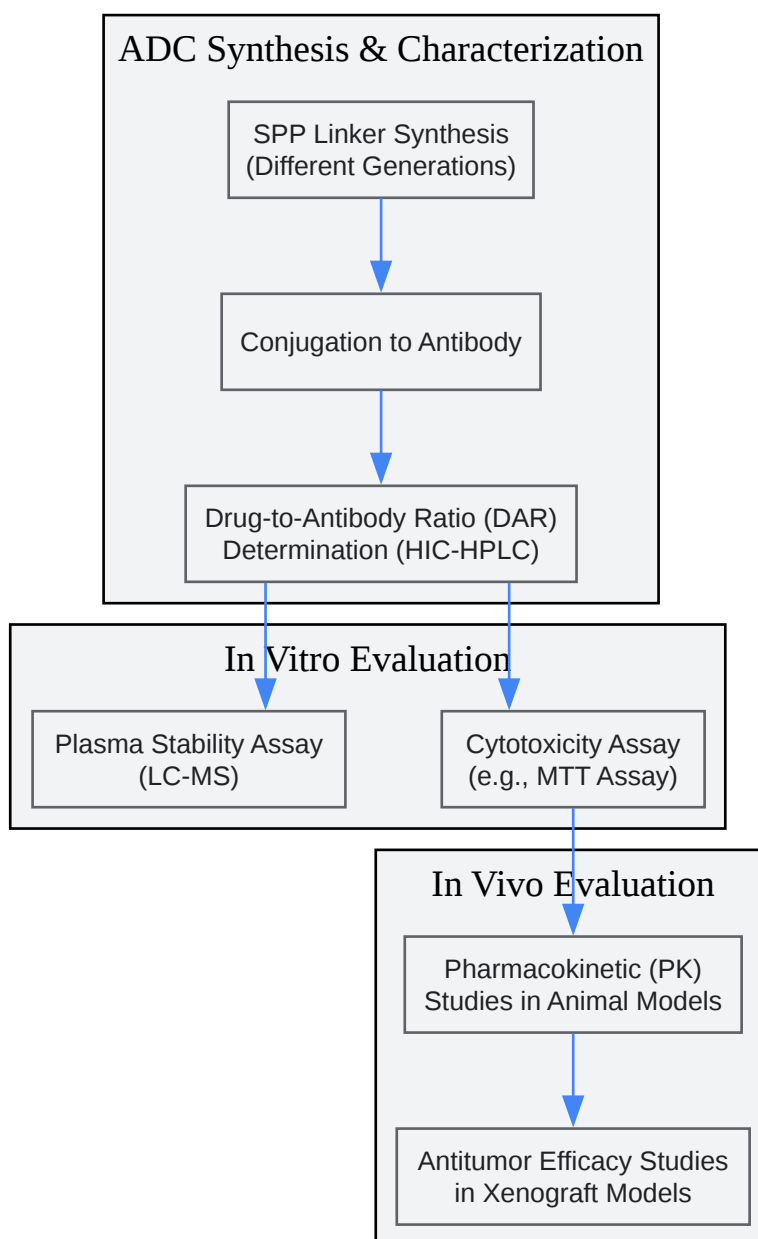 ADC Synthesis & Characterization
SPP Linker Synthesis
(Different Generations)
Conjugation to Antibody
Drug-to-Antibody Ratio (DAR)
Determination (HIC-HPLC)
In Vitro Evaluation
Plasma Stability Assay
(LC-MS)
Cytotoxicity Assay
(e.g., MTT Assay)
In Vivo Evaluation
Pharmacokinetic (PK)
Studies in Animal Models
Antitumor Efficacy Studies
in Xenograft Models